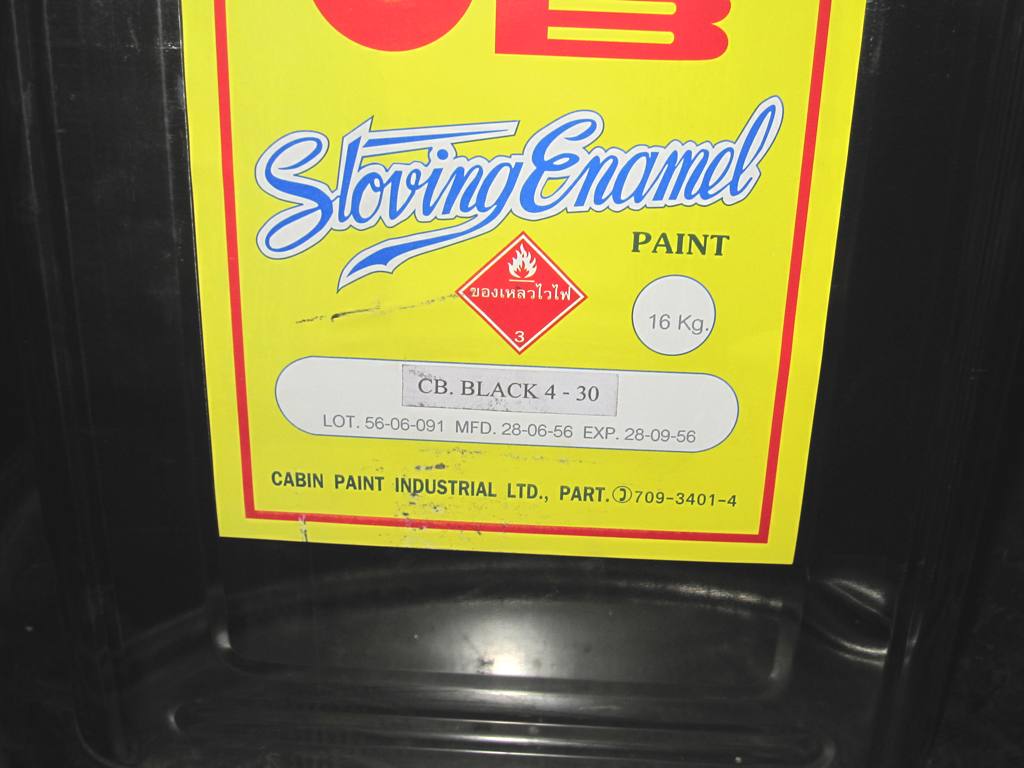 CB
Stoving Enamel
PAINT
ของเหลวไวไฟ
3
16 Kg.
CB. BLACK 4 - 30
LOT. 56-06-091 MFD. 28-06-56 EXP. 28-09-56
CABIN PAINT INDUSTRIAL LTD., PART. 709-3401-4